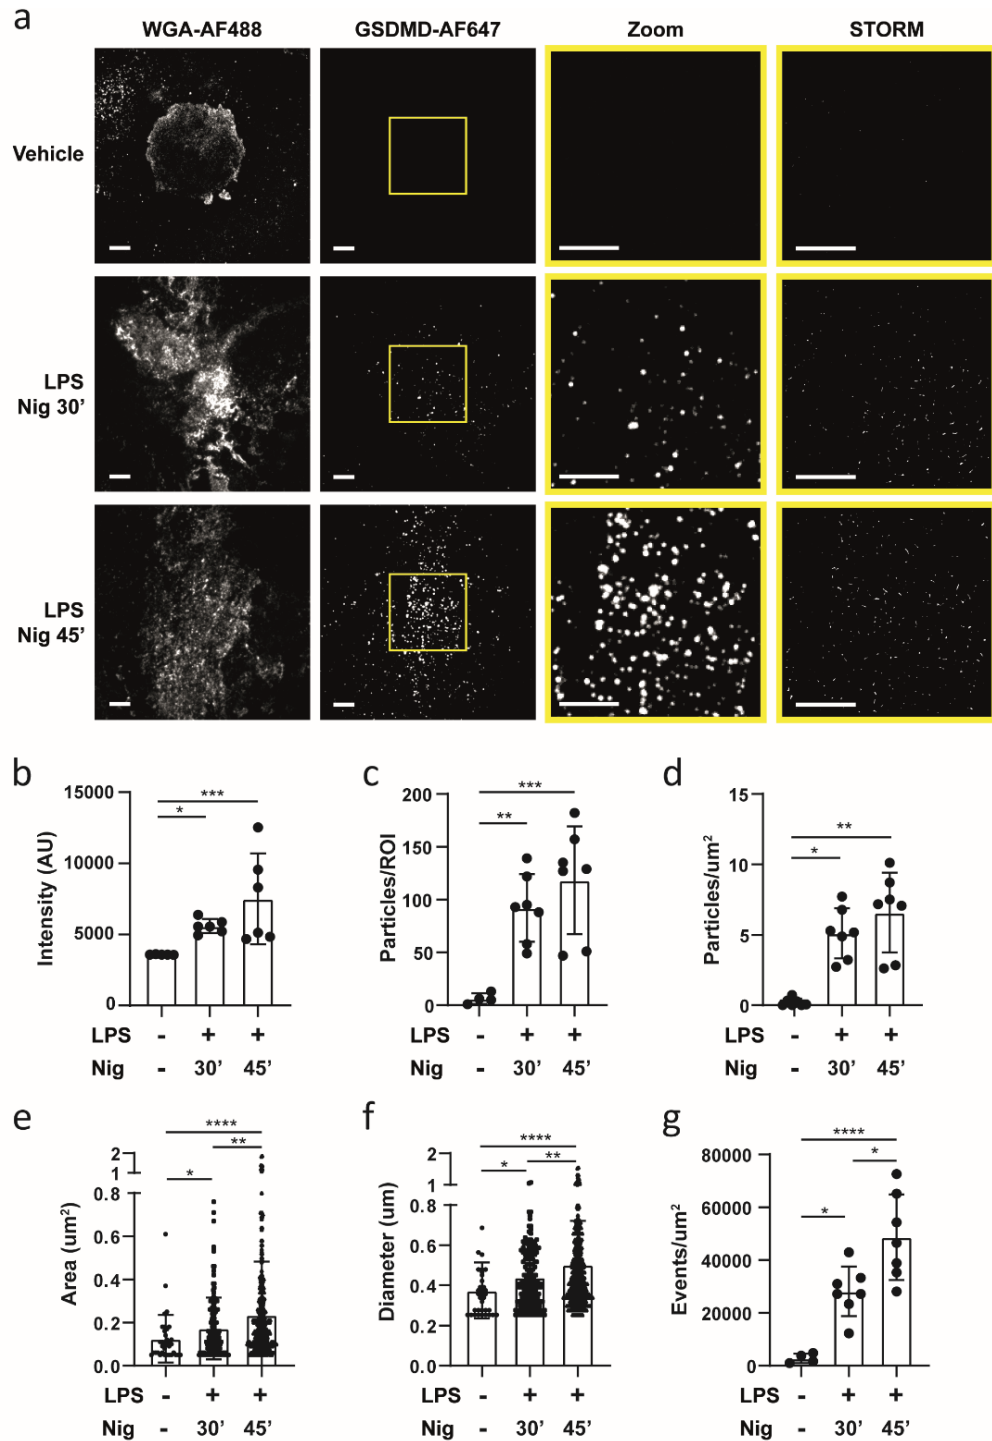 a
WGA-AF488 GSDMD-AF647 Zoom STORM
Vehicle
LPS
Nig 30'
LPS
Nig 45'
b
15000
10000
5000
0
Intensity (AU)
***
*
LPS - + +
Nig - 30' 45'
c
200
150
100
50
0
Particles/ROI
***
**
LPS - + +
Nig - 30' 45'
d
15
10
5
0
Particles/um²
**
*
LPS - + +
Nig - 30' 45'
e
2
1
0.8
0.6
0.4
0.2
0.0
Area (um²)
****
**
*
LPS - + +
Nig - 30' 45'
f
2
1
0.8
0.6
0.4
0.2
0.0
Diameter (um)
****
**
*
LPS - + +
Nig - 30' 45'
g
80000
60000
40000
20000
0
Events/um²
****
*
*
LPS - + +
Nig - 30' 45'